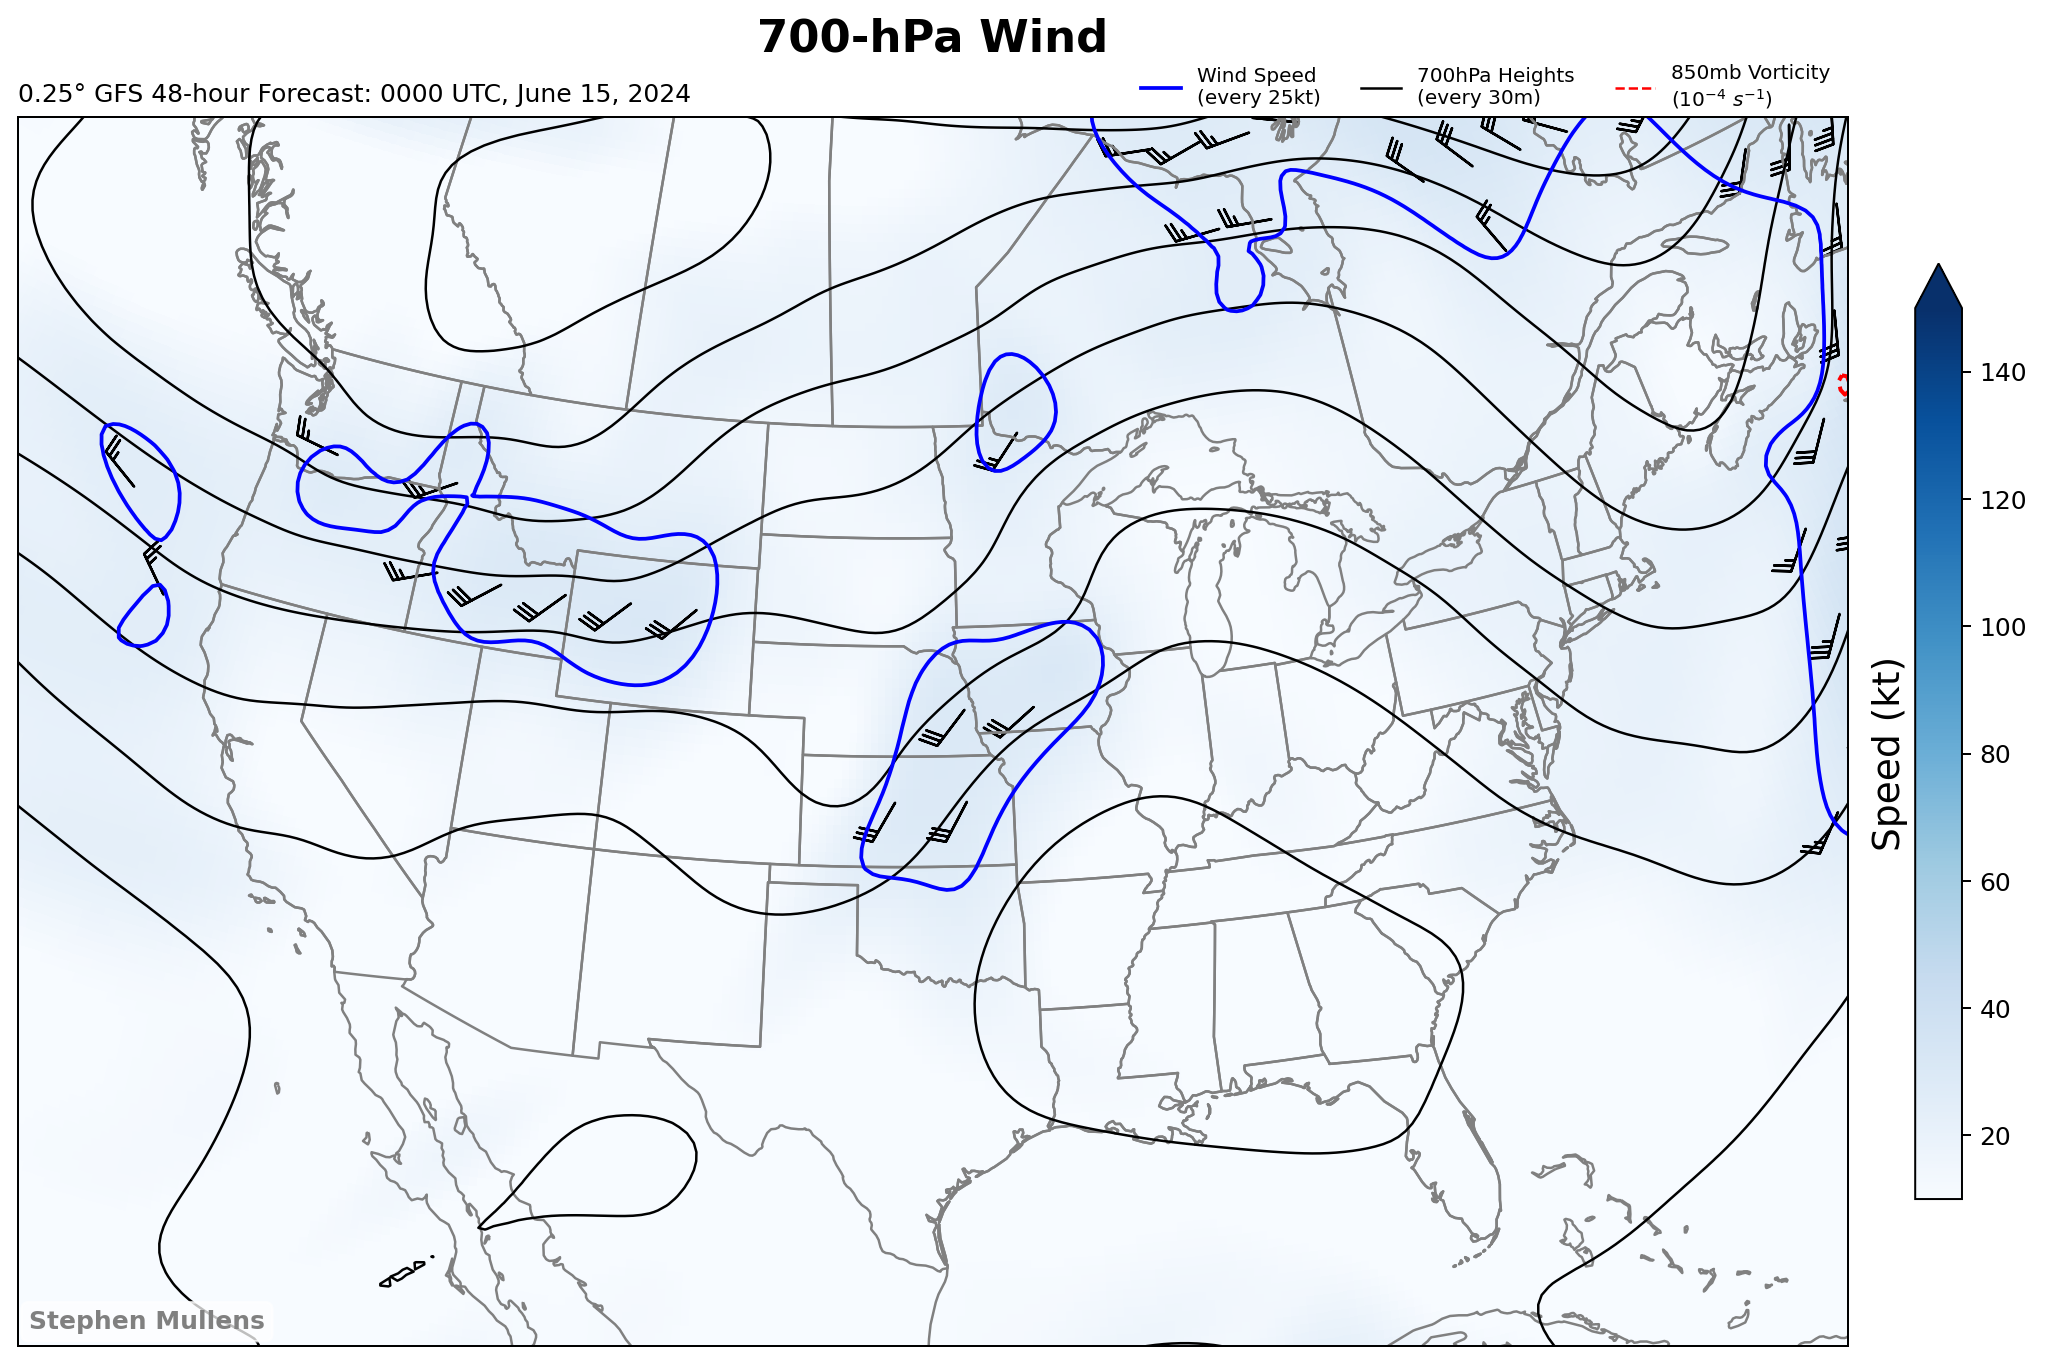 700-hPa Wind
0.25° GFS 48-hour Forecast: 0000 UTC, June 15, 2024
Wind Speed
(every 25kt)
700hPa Heights
(every 30m)
850mb Vorticity
(10⁻⁴ s⁻¹)
140
120
100
80
60
40
20
Speed (kt)
Stephen Mullens